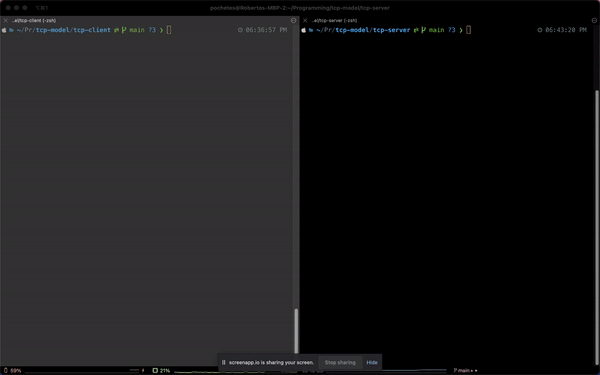 pochetes@Robertos-MBP-2:~/Programming/tcp-model/tcp-server
..el/tcp-client (-zsh)
..el/tcp-server (-zsh)
~/Pr/tcp-model/tcp-client main ?3 ❯ 06:36:57 PM
~/Pr/tcp-model/tcp-server main ?3 ❯ 06:43:20 PM
screenapp.io is sharing your screen.
Stop sharing
Hide
59%
21%
main